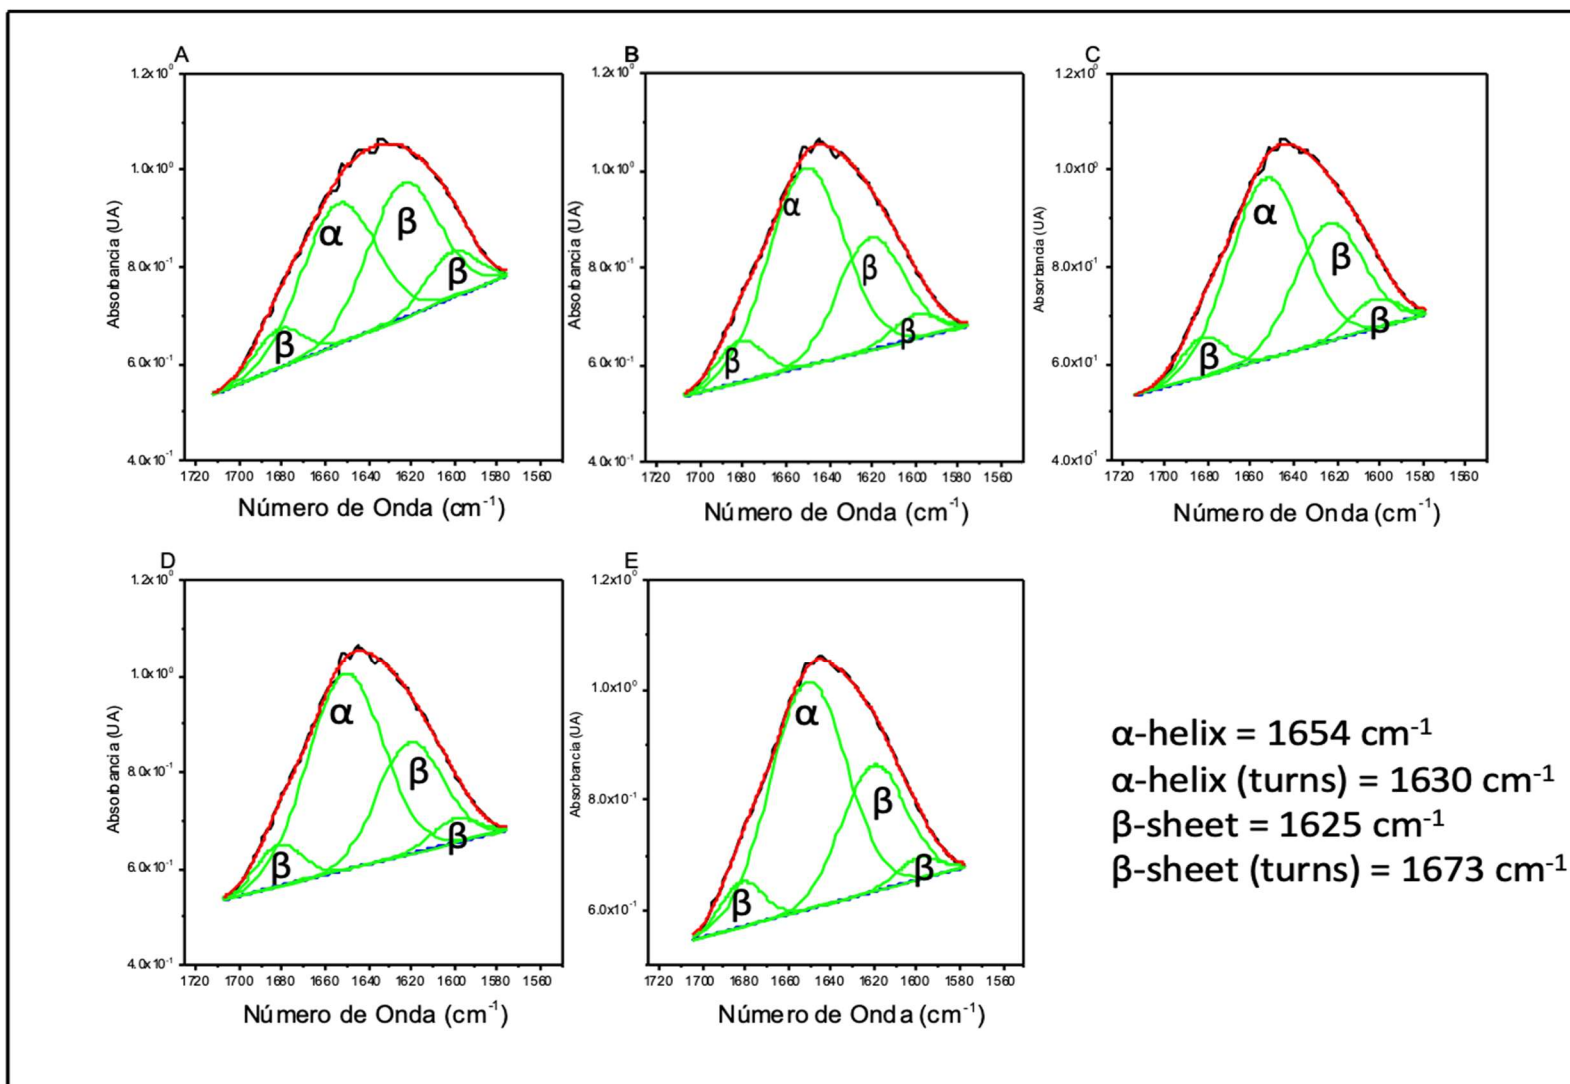 A
1.2x10⁰
1.0x10⁰
8.0x10⁻¹
6.0x10⁻¹
4.0x10⁻¹
Absorbancia (UA)
α
β
β
β
1720 1700 1680 1660 1640 1620 1600 1580 1560
Número de Onda (cm⁻¹)
B
1.2x10⁰
1.0x10⁰
8.0x10⁻¹
6.0x10⁻¹
4.0x10⁻¹
Absorbancia (UA)
α
β
β
β
1720 1700 1680 1660 1640 1620 1600 1580 1560
Número de Onda (cm⁻¹)
C
1.2x10⁰
1.0x10⁰
8.0x10⁻¹
6.0x10⁻¹
4.0x10⁻¹
Absorbancia (UA)
α
β
β
β
1720 1700 1680 1660 1640 1620 1600 1580 1560
Número de Onda (cm⁻¹)
D
1.2x10⁰
1.0x10⁰
8.0x10⁻¹
6.0x10⁻¹
4.0x10⁻¹
Absorbancia (UA)
α
β
β
β
1720 1700 1680 1660 1640 1620 1600 1580 1560
Número de Onda (cm⁻¹)
E
1.2x10⁰
1.0x10⁰
8.0x10⁻¹
6.0x10⁻¹
Absorbancia (UA)
α
β
β
β
1720 1700 1680 1660 1640 1620 1600 1580 1560
Número de Onda (cm⁻¹)
α-helix = 1654 cm⁻¹
α-helix (turns) = 1630 cm⁻¹
β-sheet = 1625 cm⁻¹
β-sheet (turns) = 1673 cm⁻¹